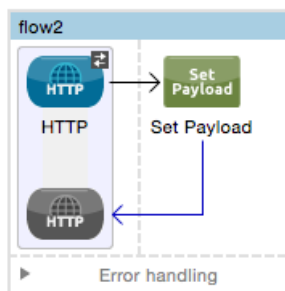 flow2
HTTP
Set
Payload
HTTP
Set Payload
HTTP
Error handling